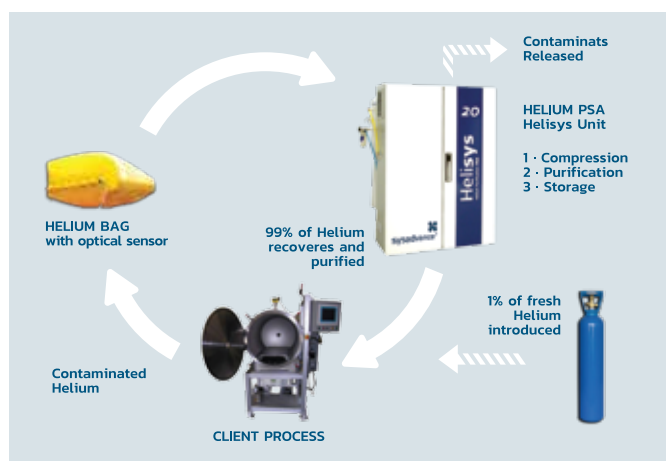 Contaminats
Released
HELIUM PSA
Helisys Unit
1 · Compression
2 · Purification
3 · Storage
20
Helisys
sysadvance
HELIUM BAG
with optical sensor
99% of Helium
recoveres and
purified
1% of fresh
Helium
introduced
Contaminated
Helium
CLIENT PROCESS